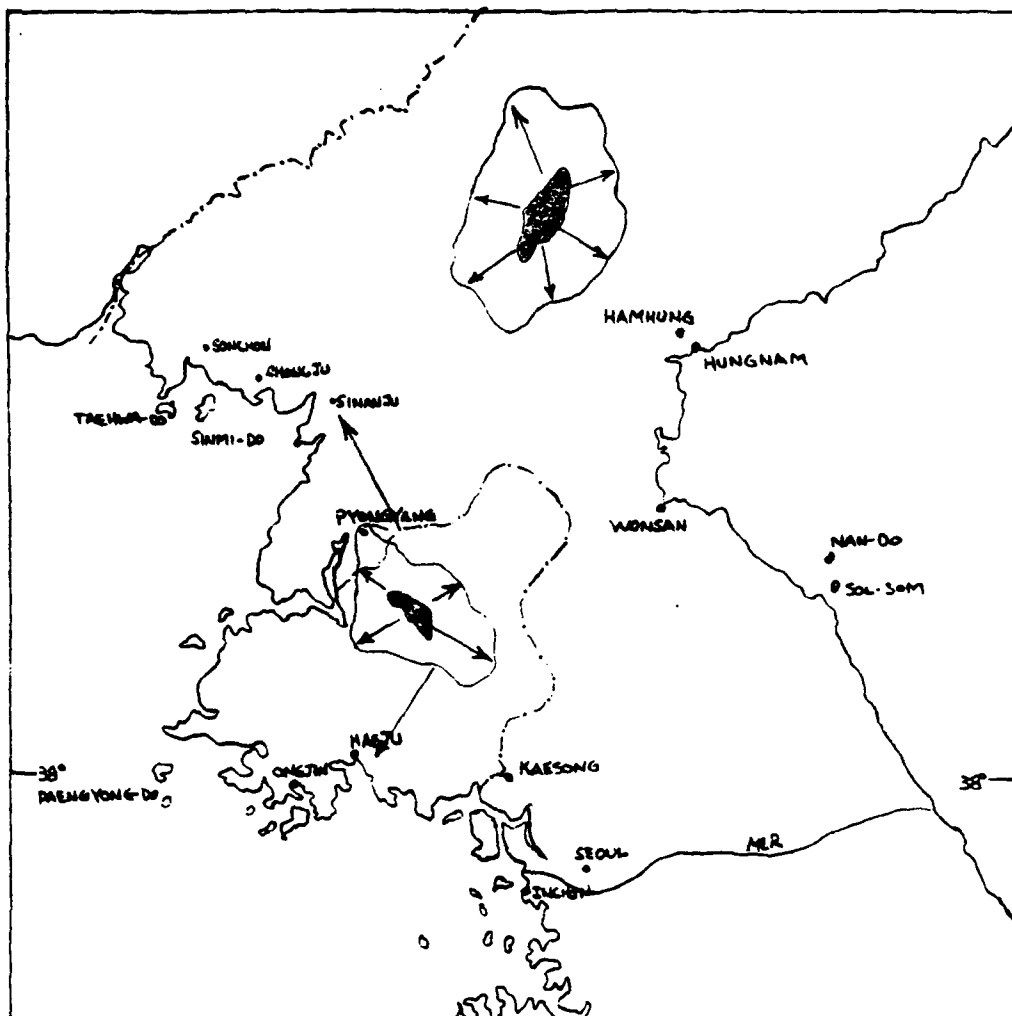 HAMHUNG
HUNGNAM
SONCHON
CHONGJU
SINANJU
TAEHWA-DO
SINMI-DO
PYONGYANG
WONSAN
NAN-DO
SOL-SOM
HAEJU
38°
ONGJIN
KAESONG
38°
PAENGYONG-DO
SEOUL
MLR
INCHON